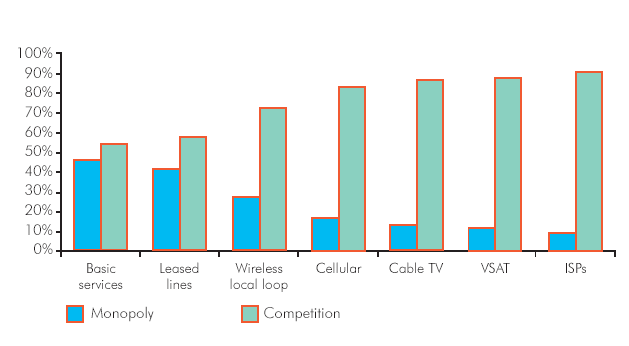 100%
90%
80%
70%
60%
50%
40%
30%
20%
10%
0%
Basic services
Leased lines
Wireless local loop
Cellular
Cable TV
VSAT
ISPs
Monopoly
Competition